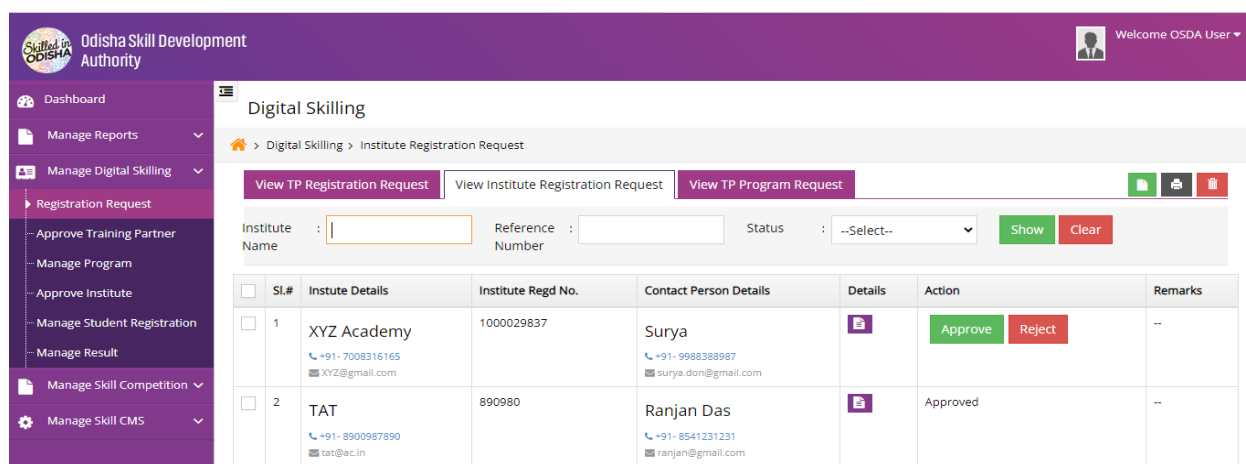 Skilled in
ODISHA
Odisha Skill Development
Authority
Welcome OSDA User
Dashboard
Manage Reports
Manage Digital Skilling
Registration Request
Approve Training Partner
Manage Program
Approve Institute
Manage Student Registration
Manage Result
Manage Skill Competition
Manage Skill CMS
Digital Skilling
> Digital Skilling > Institute Registration Request
View TP Registration Request View Institute Registration Request View TP Program Request
Institute Name : Reference Number : Status : --Select-- Show Clear
Sl.# Instute Details Institute Regd No. Contact Person Details Details Action Remarks
1 XYZ Academy 1000029837 Surya Approve Reject --
+91- 7008316165 +91- 9988388987
XYZ@gmail.com surya.don@gmail.com
2 TAT 890980 Ranjan Das Approved --
+91- 8900987890 +91- 8541231231
tat@ac.in ranjan@gmail.com